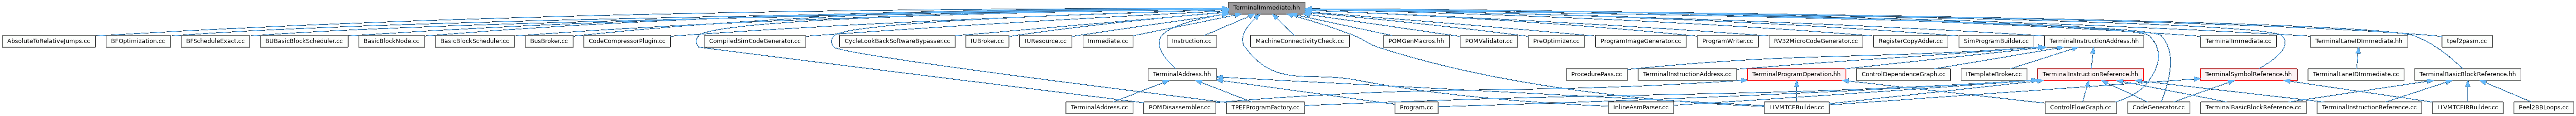 TerminalImmediate.hh
AbsoluteToRelativeJumps.cc
BFOptimization.cc
BFScheduleExact.cc
BUBasicBlockScheduler.cc
BasicBlockNode.cc
BasicBlockScheduler.cc
BusBroker.cc
CodeCompressorPlugin.cc
CompiledSimCodeGenerator.cc
CycleLookBackSoftwareBypasser.cc
IUBroker.cc
IUResource.cc
Immediate.cc
Instruction.cc
MachineConnectivityCheck.cc
POMGenMacros.hh
POMValidator.cc
PreOptimizer.cc
ProgramImageGenerator.cc
ProgramWriter.cc
RV32MicroCodeGenerator.cc
RegisterCopyAdder.cc
SimProgramBuilder.cc
TerminalInstructionAddress.hh
TerminalImmediate.cc
TerminalLaneIDImmediate.hh
tpef2pasm.cc
TerminalAddress.hh
ProcedurePass.cc
TerminalInstructionAddress.cc
TerminalProgramOperation.hh
ControlDependenceGraph.cc
ITemplateBroker.cc
TerminalInstructionReference.hh
TerminalSymbolReference.hh
TerminalLaneIDImmediate.cc
TerminalBasicBlockReference.hh
TerminalAddress.cc
POMDisassembler.cc
TPEFProgramFactory.cc
Program.cc
InlineAsmParser.cc
LLVMTCEBuilder.cc
ControlFlowGraph.cc
CodeGenerator.cc
TerminalBasicBlockReference.cc
TerminalInstructionReference.cc
LLVMTCEIRBuilder.cc
Peel2BBLoops.cc